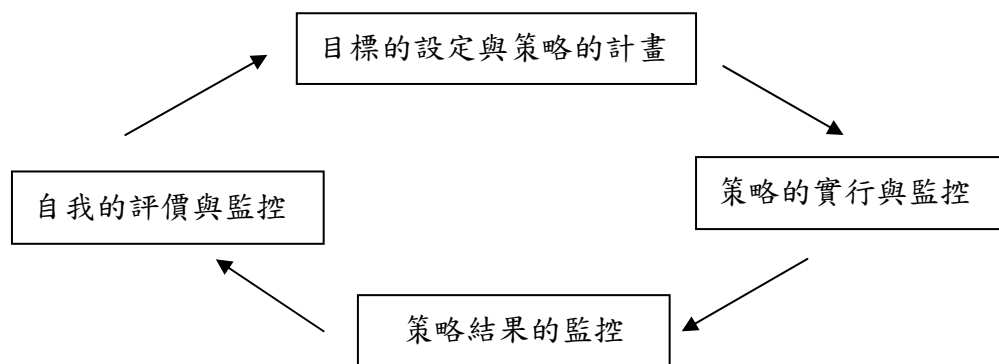 目標的設定與策略的計畫
自我的評價與監控
策略的實行與監控
策略結果的監控